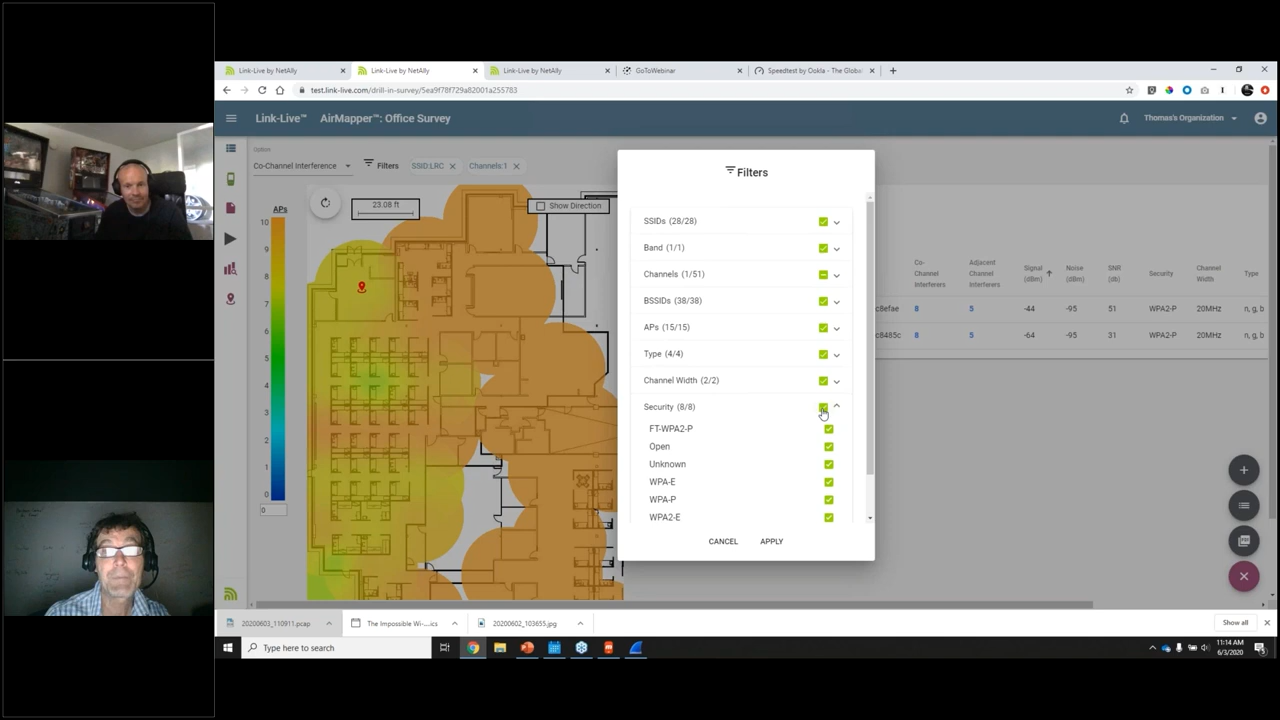 Link-Live by NetAlly
Link-Live by NetAlly
Link-Live by NetAlly
GoToWebinar
Speedtest by Ookla - The Globa
test.link-live.com/drill-in-survey/5ea9f78f729a82001a255783
Link-Live™ AirMapper™: Office Survey
Thomas's Organization
Option
Co-Channel Interference
Filters
SSID:LRC
Channels:1
23.08 ft
Show Direction
APs
10
9
8
7
6
5
4
3
2
1
0
0
Filters
SSIDs (28/28)
Band (1/1)
Channels (1/51)
BSSIDs (38/38)
APs (15/15)
Type (4/4)
Channel Width (2/2)
Security (8/8)
FT-WPA2-P
Open
Unknown
WPA-E
WPA-P
WPA2-E
CANCEL APPLY
Co-Channel Interferers
Adjacent Channel Interferers
Signal (dBm)
Noise (dBm)
SNR (db)
Security
Channel Width
Type
c8efae 8 5 -44 -95 51 WPA2-P 20MHz n, g, b
c8485c 8 5 -64 -95 31 WPA2-P 20MHz n, g, b
20200603_110911.pcap
The Impossible Wi-....ics
20200602_103655.jpg
Show all
Type here to search
11:14 AM
6/3/2020